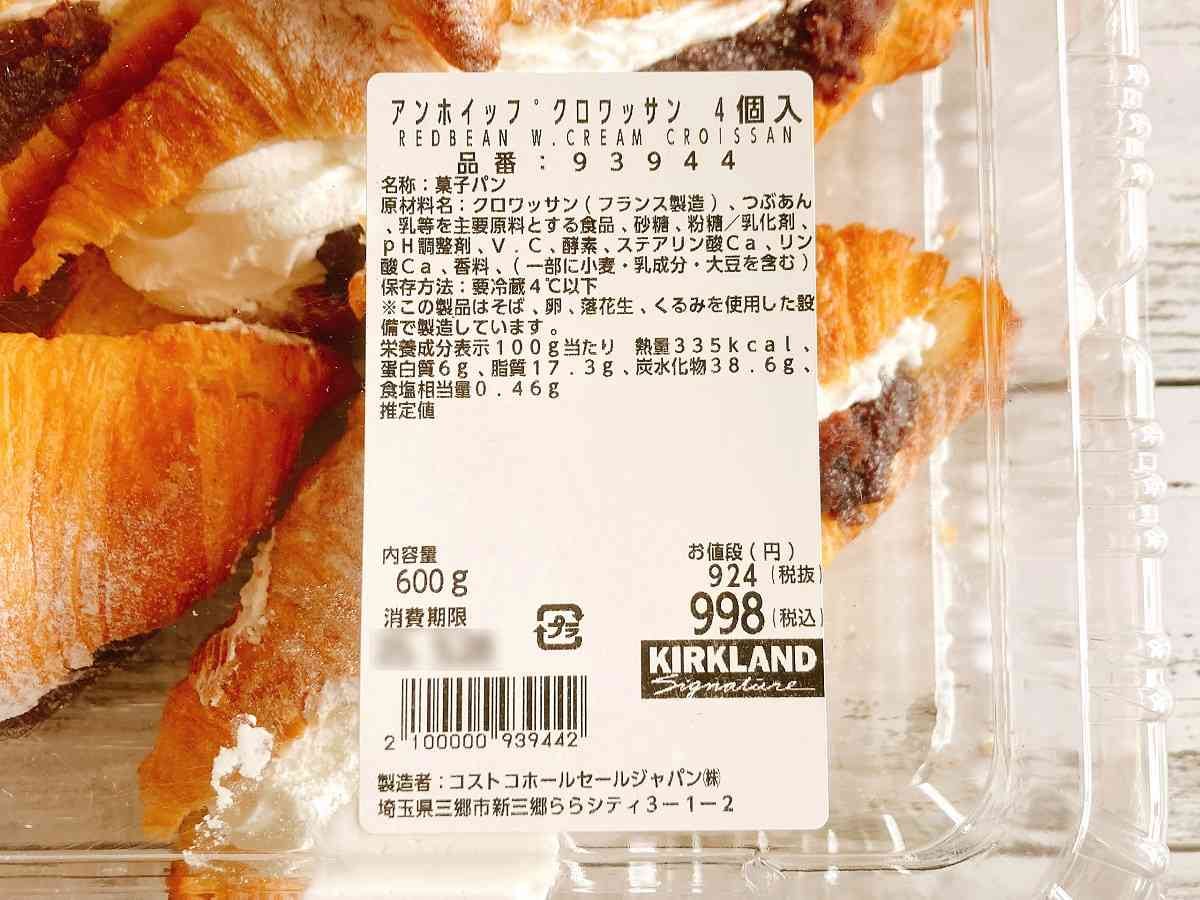 アンホイップ゜クロワッサン 4個入
REDBEAN W.CREAM CROISSAN
品番：93944
名称：菓子パン
原材料名：クロワッサン（フランス製造）、つぶあん
、乳等を主要原料とする食品、砂糖、粉糖／乳化剤、
ｐＨ調整剤、Ｖ．Ｃ、酵素、ステアリン酸Ｃａ、リン
酸Ｃａ、香料、（一部に小麦・乳成分・大豆を含む）
保存方法：要冷蔵４℃以下
※この製品はそば、卵、落花生、くるみを使用した設
備で製造しています。
栄養成分表示１００ｇ当たり　熱量３３５ｋｃａｌ、
蛋白質６ｇ、脂質１７．３ｇ、炭水化物３８．６ｇ、
食塩相当量０．４６ｇ
推定値
内容量
600ｇ
お値段（円）
924（税抜）
998（税込）
消費期限
プラ
KIRKLAND
Signature
2 100000 939442
製造者：コストコホールセールジャパン㈱
埼玉県三郷市新三郷ららシティ３－１－２